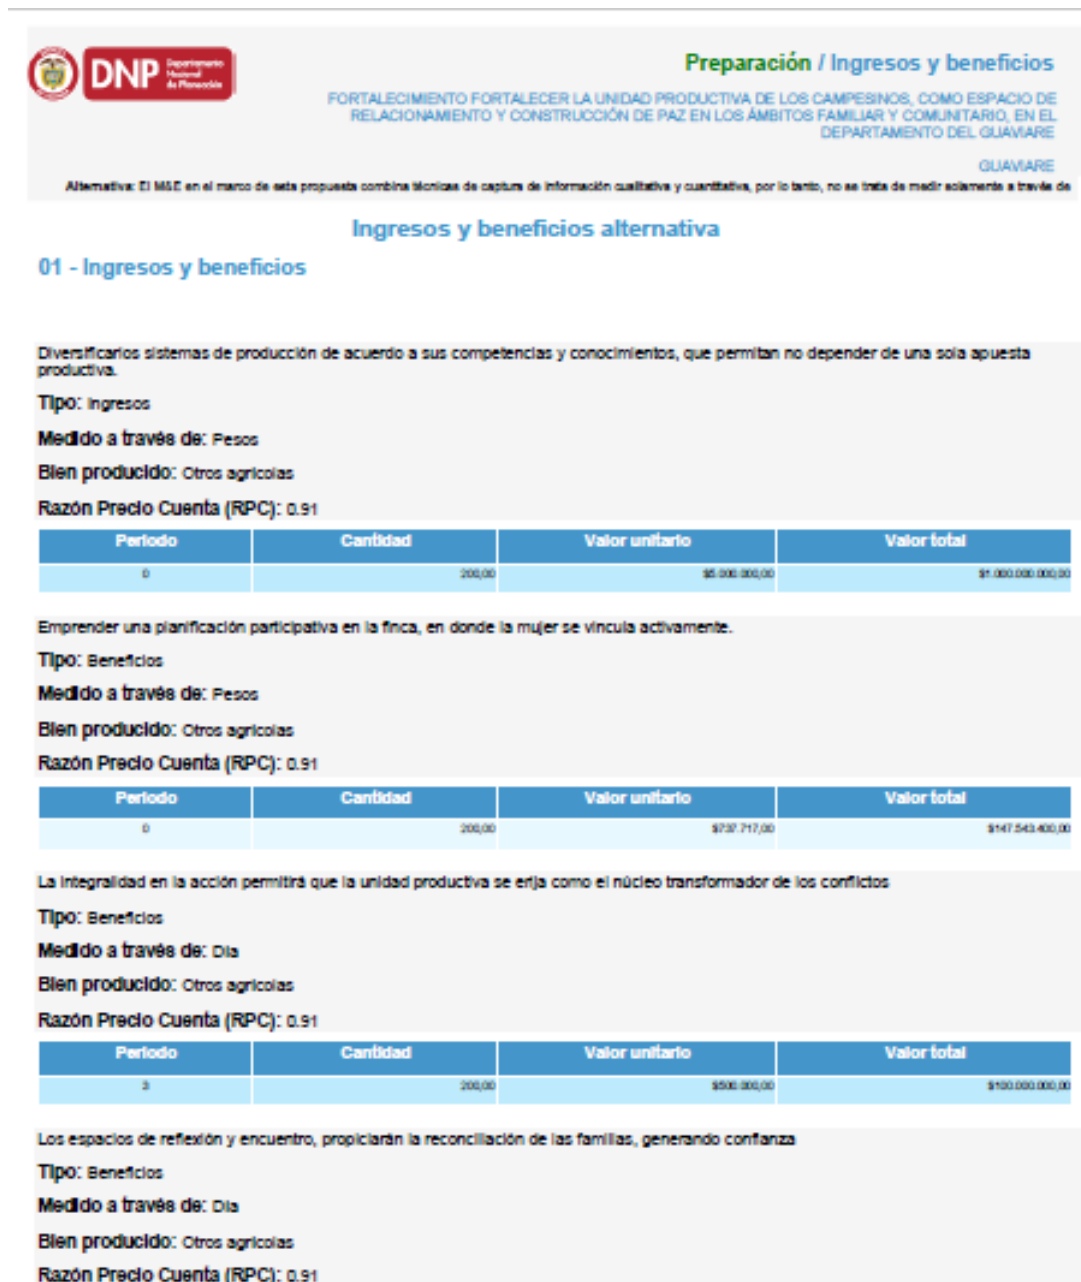 DNP Departamento
Nacional
de Planeación
Preparación / Ingresos y beneficios
FORTALECIMIENTO FORTALECER LA UNIDAD PRODUCTIVA DE LOS CAMPESINOS, COMO ESPACIO DE
RELACIONAMIENTO Y CONSTRUCCIÓN DE PAZ EN LOS ÁMBITOS FAMILIAR Y COMUNITARIO, EN EL
DEPARTAMENTO DEL GUAVIARE
GUAVIARE
Alternativa: El M&E en el marco de esta propuesta combina técnicas de captura de información cualitativa y cuantitativa, por lo tanto, no se trata de medir solamente a través de
Ingresos y beneficios alternativa
01 - Ingresos y beneficios
Diversificarlos sistemas de producción de acuerdo a sus competencias y conocimientos, que permitan no depender de una sola apuesta
productiva.
Tipo: Ingresos
Medido a través de: Pesos
Bien producido: Otros agrícolas
Razón Precio Cuenta (RPC): 0.91
Periodo Cantidad Valor unitario Valor total
0 200,00 $5.000.000,00 $1.000.000.000,00
Emprender una planificación participativa en la finca, en donde la mujer se vincula activamente.
Tipo: Beneficios
Medido a través de: Pesos
Bien producido: Otros agrícolas
Razón Precio Cuenta (RPC): 0.91
Periodo Cantidad Valor unitario Valor total
0 200,00 $737.717,00 $147.543.400,00
La integralidad en la acción permitirá que la unidad productiva se erija como el núcleo transformador de los conflictos
Tipo: Beneficios
Medido a través de: Día
Bien producido: Otros agrícolas
Razón Precio Cuenta (RPC): 0.91
Periodo Cantidad Valor unitario Valor total
3 200,00 $500.000,00 $100.000.000,00
Los espacios de reflexión y encuentro, propiciarán la reconciliación de las familias, generando confianza
Tipo: Beneficios
Medido a través de: Día
Bien producido: Otros agrícolas
Razón Precio Cuenta (RPC): 0.91